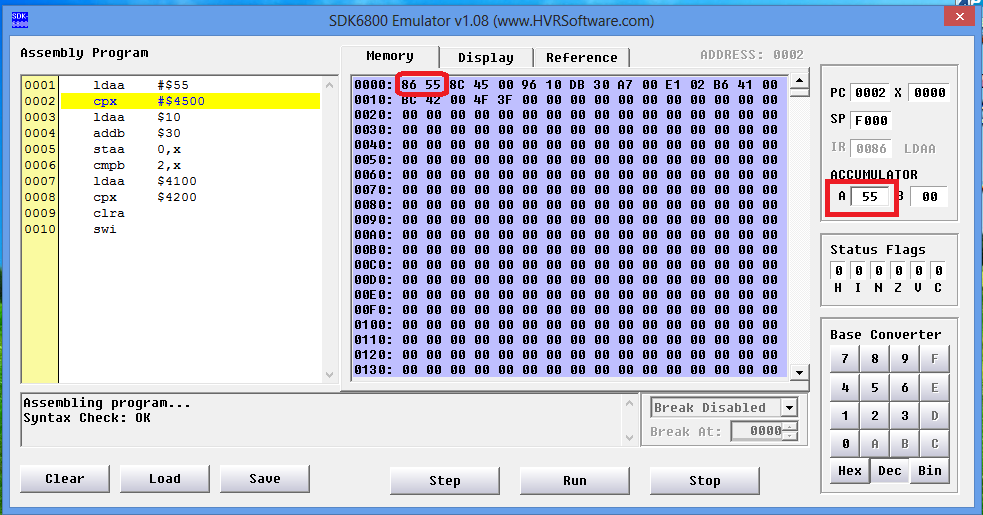 SDK-6800
SDK6800 Emulator v1.08 (www.HVRSoftware.com)
Assembly Program
0001 ldaa #$55
0002 cpx #$4500
0003 ldaa $10
0004 addb $30
0005 staa 0,x
0006 cmpb 2,x
0007 ldaa $4100
0008 cpx $4200
0009 clra
0010 swi
Memory Display Reference ADDRESS: 0002
0000: 86 55 8C 45 00 96 10 DB 30 A7 00 E1 02 B6 41 00
0010: BC 42 00 4F 3F 00 00 00 00 00 00 00 00 00 00 00
0020: 00 00 00 00 00 00 00 00 00 00 00 00 00 00 00 00
0030: 00 00 00 00 00 00 00 00 00 00 00 00 00 00 00 00
0040: 00 00 00 00 00 00 00 00 00 00 00 00 00 00 00 00
0050: 00 00 00 00 00 00 00 00 00 00 00 00 00 00 00 00
0060: 00 00 00 00 00 00 00 00 00 00 00 00 00 00 00 00
0070: 00 00 00 00 00 00 00 00 00 00 00 00 00 00 00 00
0080: 00 00 00 00 00 00 00 00 00 00 00 00 00 00 00 00
0090: 00 00 00 00 00 00 00 00 00 00 00 00 00 00 00 00
00A0: 00 00 00 00 00 00 00 00 00 00 00 00 00 00 00 00
00B0: 00 00 00 00 00 00 00 00 00 00 00 00 00 00 00 00
00C0: 00 00 00 00 00 00 00 00 00 00 00 00 00 00 00 00
00D0: 00 00 00 00 00 00 00 00 00 00 00 00 00 00 00 00
00E0: 00 00 00 00 00 00 00 00 00 00 00 00 00 00 00 00
00F0: 00 00 00 00 00 00 00 00 00 00 00 00 00 00 00 00
0100: 00 00 00 00 00 00 00 00 00 00 00 00 00 00 00 00
0110: 00 00 00 00 00 00 00 00 00 00 00 00 00 00 00 00
0120: 00 00 00 00 00 00 00 00 00 00 00 00 00 00 00 00
0130: 00 00 00 00 00 00 00 00 00 00 00 00 00 00 00 00
PC 0002 X 0000
SP F000
IR 0086 LDAA
ACCUMULATOR
A 55 B 00
Status Flags
0 0 0 0 0 0
H I N Z V C
Base Converter
7 8 9 F
4 5 6 E
1 2 3 D
0 A B C
Hex Dec Bin
Assembling program...
Syntax Check: OK
Break Disabled
Break At: 0000
Clear Load Save Step Run Stop